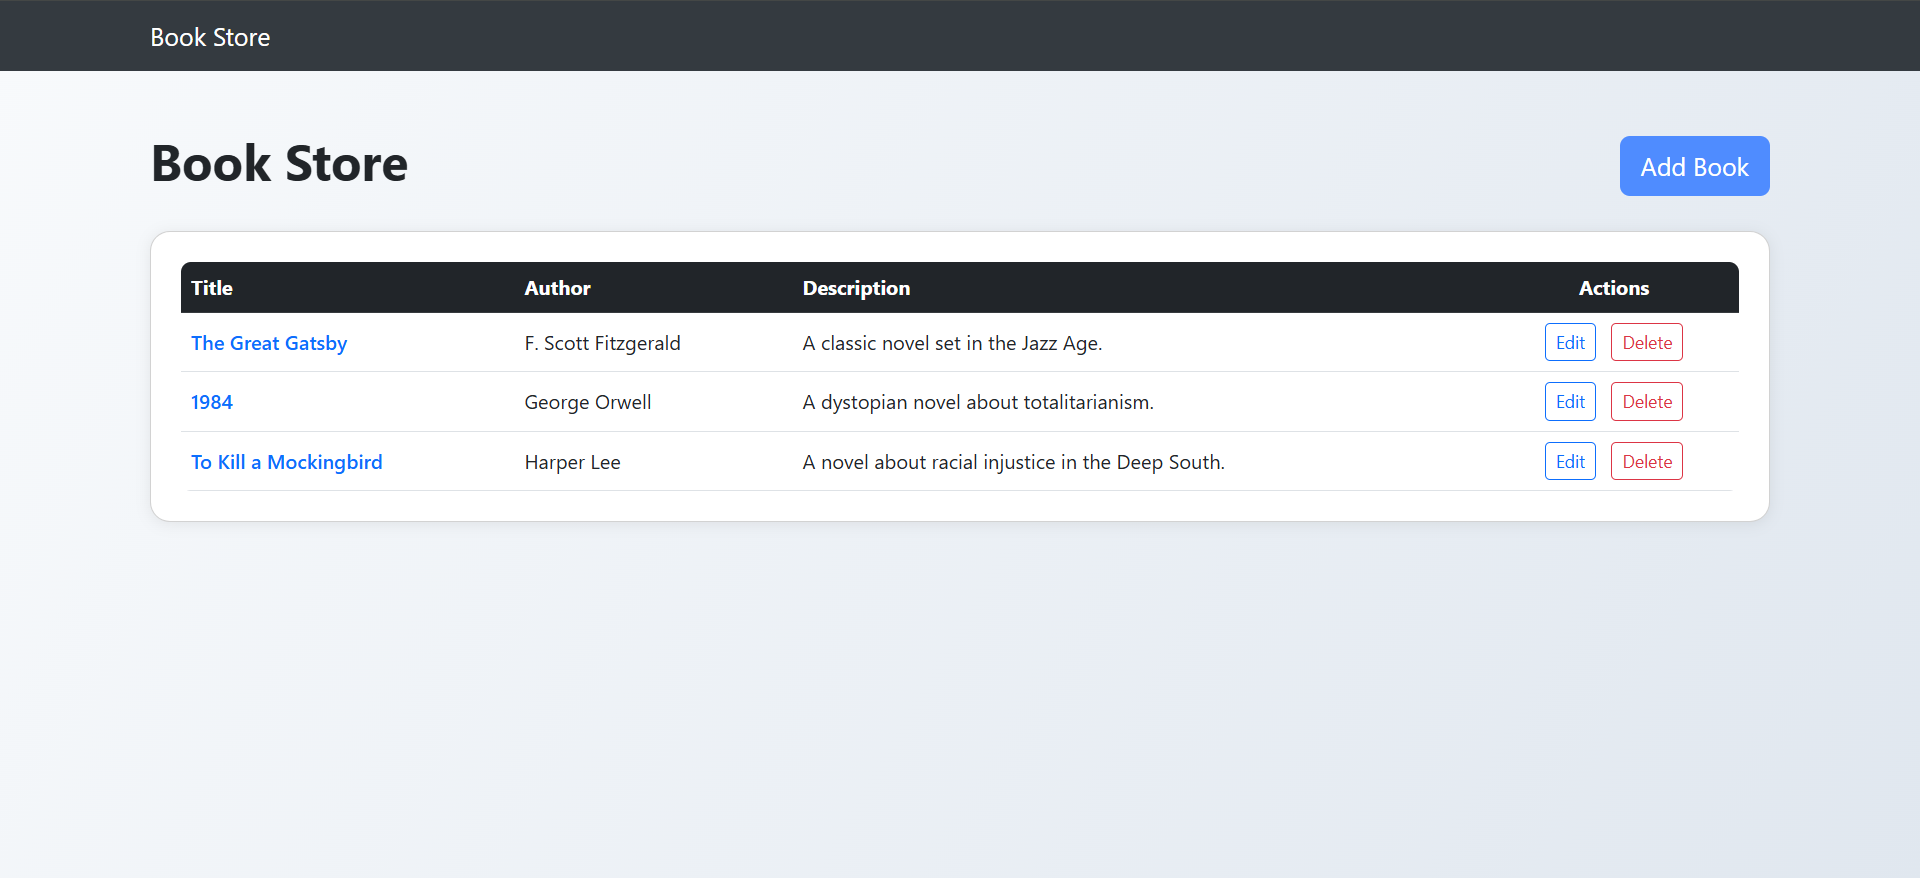 Book Store
Book Store
Add Book
Title Author Description Actions
The Great Gatsby F. Scott Fitzgerald A classic novel set in the Jazz Age. Edit Delete
1984 George Orwell A dystopian novel about totalitarianism. Edit Delete
To Kill a Mockingbird Harper Lee A novel about racial injustice in the Deep South. Edit Delete